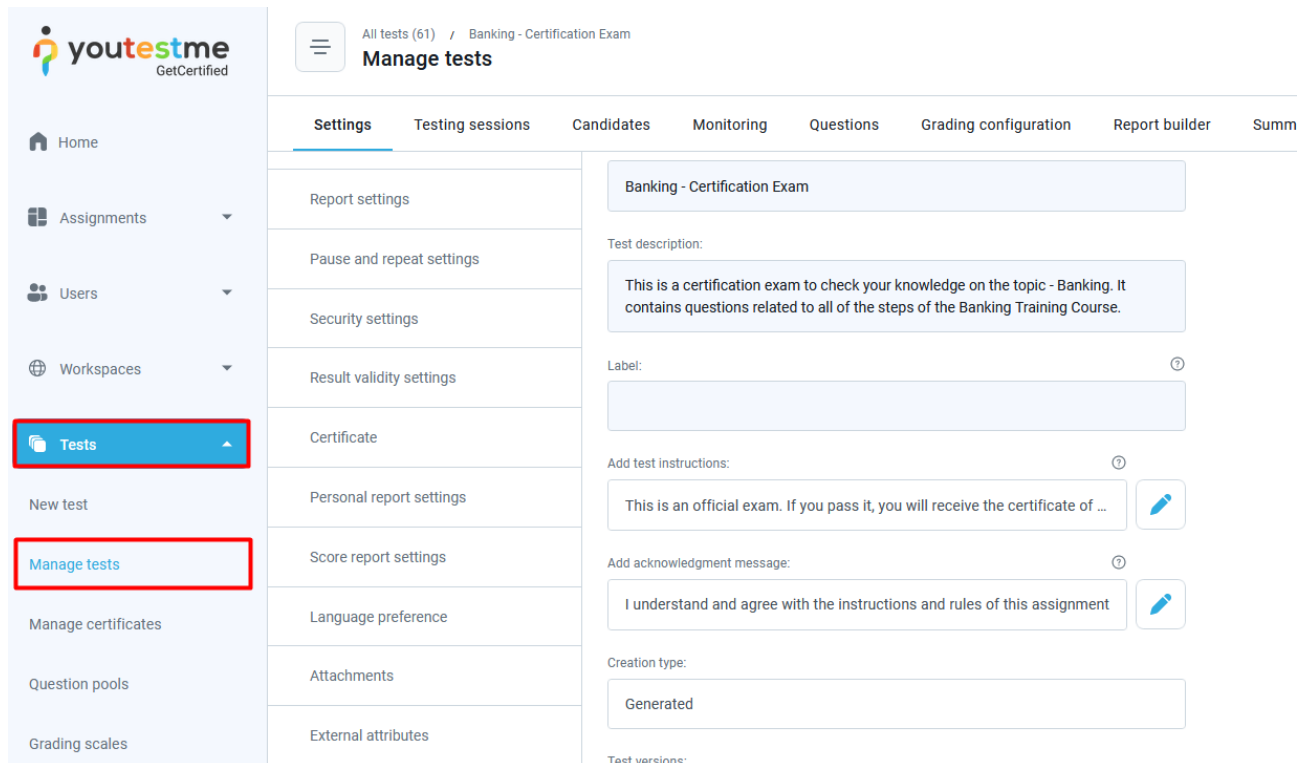 youtestme
GetCertified
Home
Assignments
Users
Workspaces
Tests
New test
Manage tests
Manage certificates
Question pools
Grading scales
All tests (61) / Banking - Certification Exam
Manage tests
Settings Testing sessions Candidates Monitoring Questions Grading configuration Report builder Summ
Report settings
Pause and repeat settings
Security settings
Result validity settings
Certificate
Personal report settings
Score report settings
Language preference
Attachments
External attributes
Banking - Certification Exam
Test description:
This is a certification exam to check your knowledge on the topic - Banking. It
contains questions related to all of the steps of the Banking Training Course.
Label:
Add test instructions:
This is an official exam. If you pass it, you will receive the certificate of ...
Add acknowledgment message:
I understand and agree with the instructions and rules of this assignment
Creation type:
Generated
Test versions: